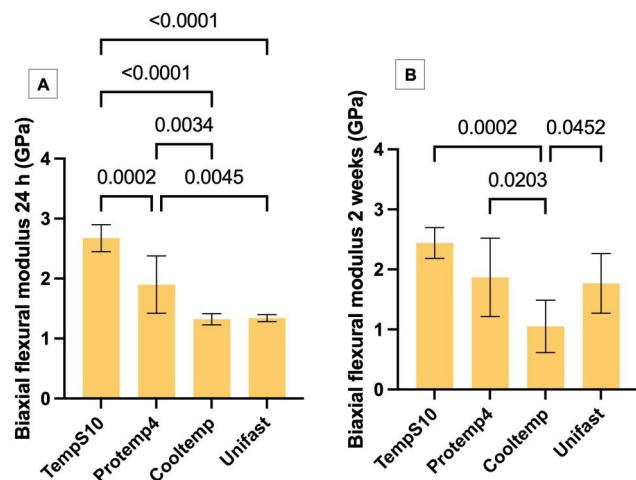 A
Biaxial flexural modulus 24 h (GPa)
<0.0001
<0.0001
0.0034
0.0002
0.0045
4
3
2
1
0
TempS10
Protemp4
Cooltemp
Unifast
B
Biaxial flexural modulus 2 weeks (GPa)
0.0002
0.0452
0.0203
4
3
2
1
0
TempS10
Protemp4
Cooltemp
Unifast